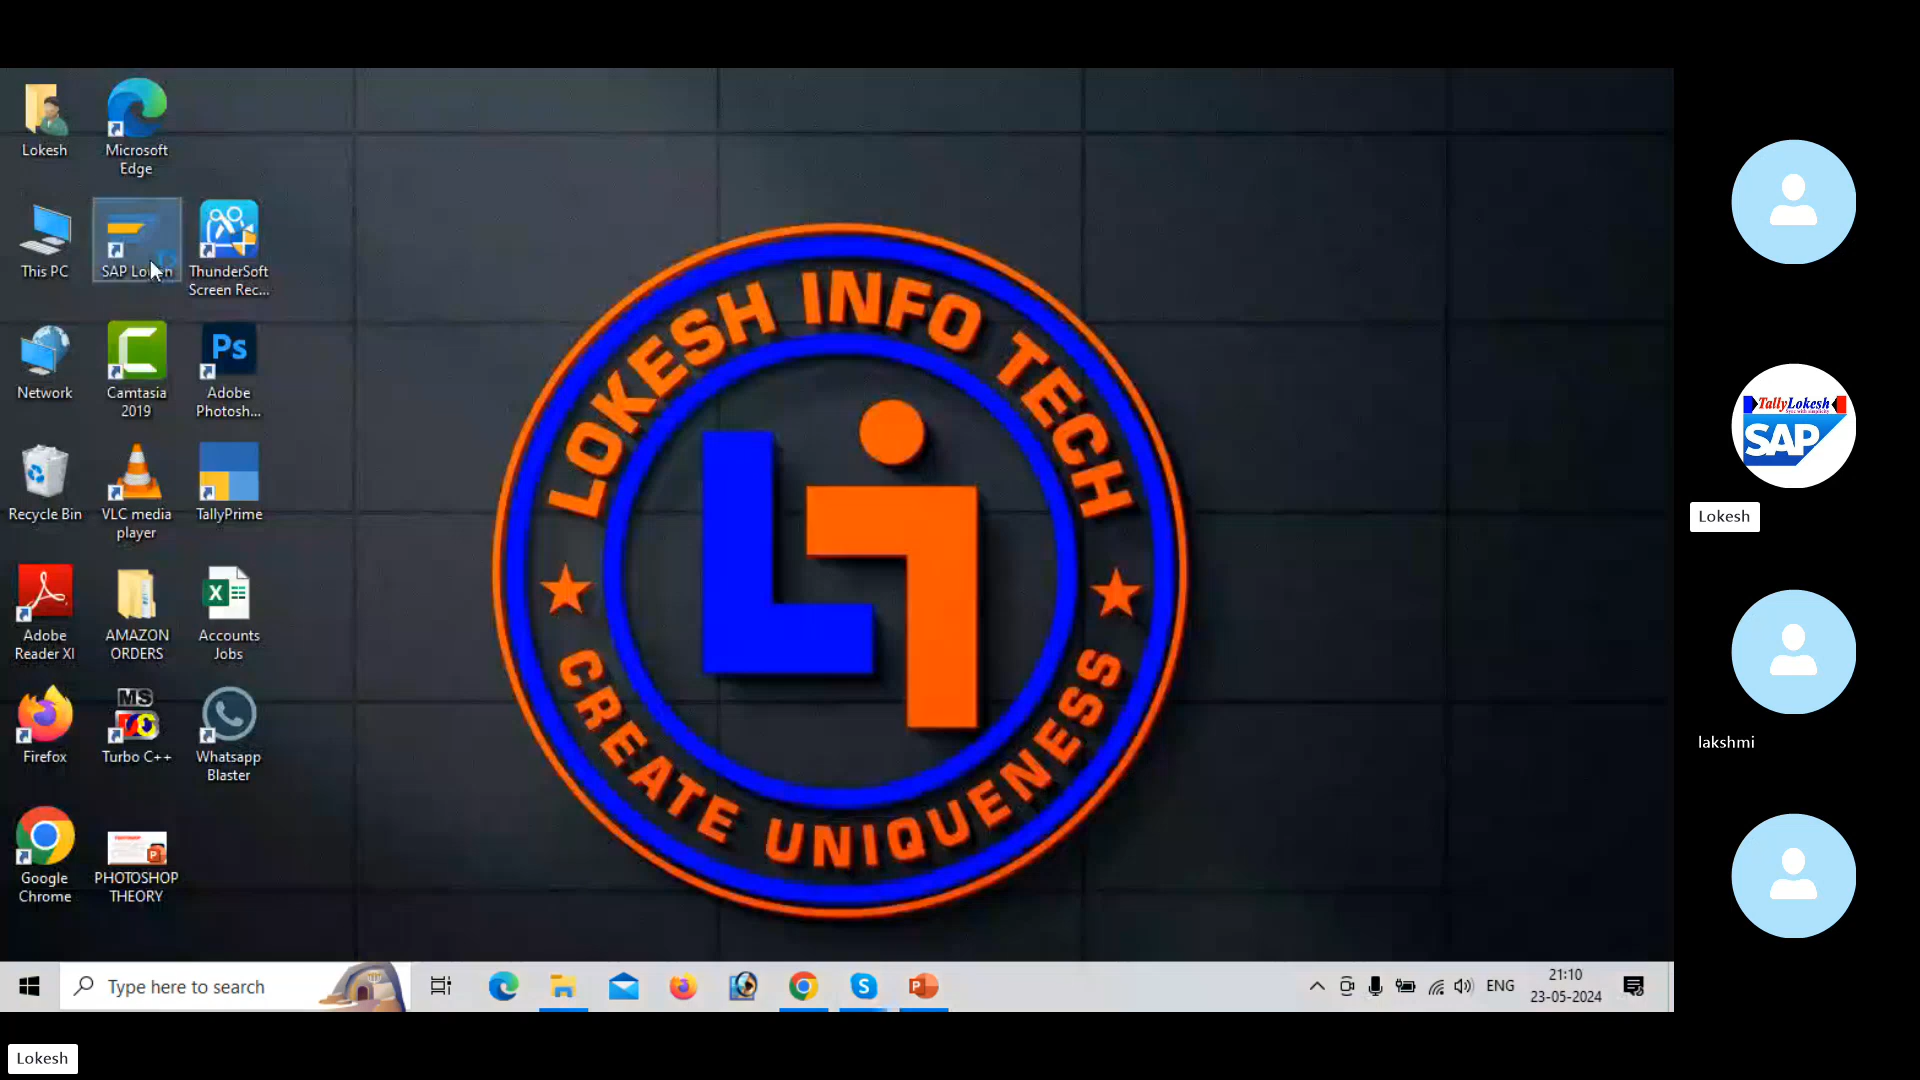 Lokesh
Microsoft
Edge
This PC
SAP
ThunderSoft
Screen Rec...
Network
Camtasia
2019
Ps
Adobe
Photosh...
Recycle Bin
VLC media
player
TallyPrime
Adobe
Reader XI
AMAZON
ORDERS
Accounts
Jobs
Firefox
MS
Turbo C++
Whatsapp
Blaster
Google
Chrome
PHOTOSHOP
THEORY
LOKESH INFO TECH
CREATE UNIQUENESS
Type here to search
ENG
21:10
23-05-2024
TallyLokesh
SAP
Lokesh
lakshmi
Lokesh